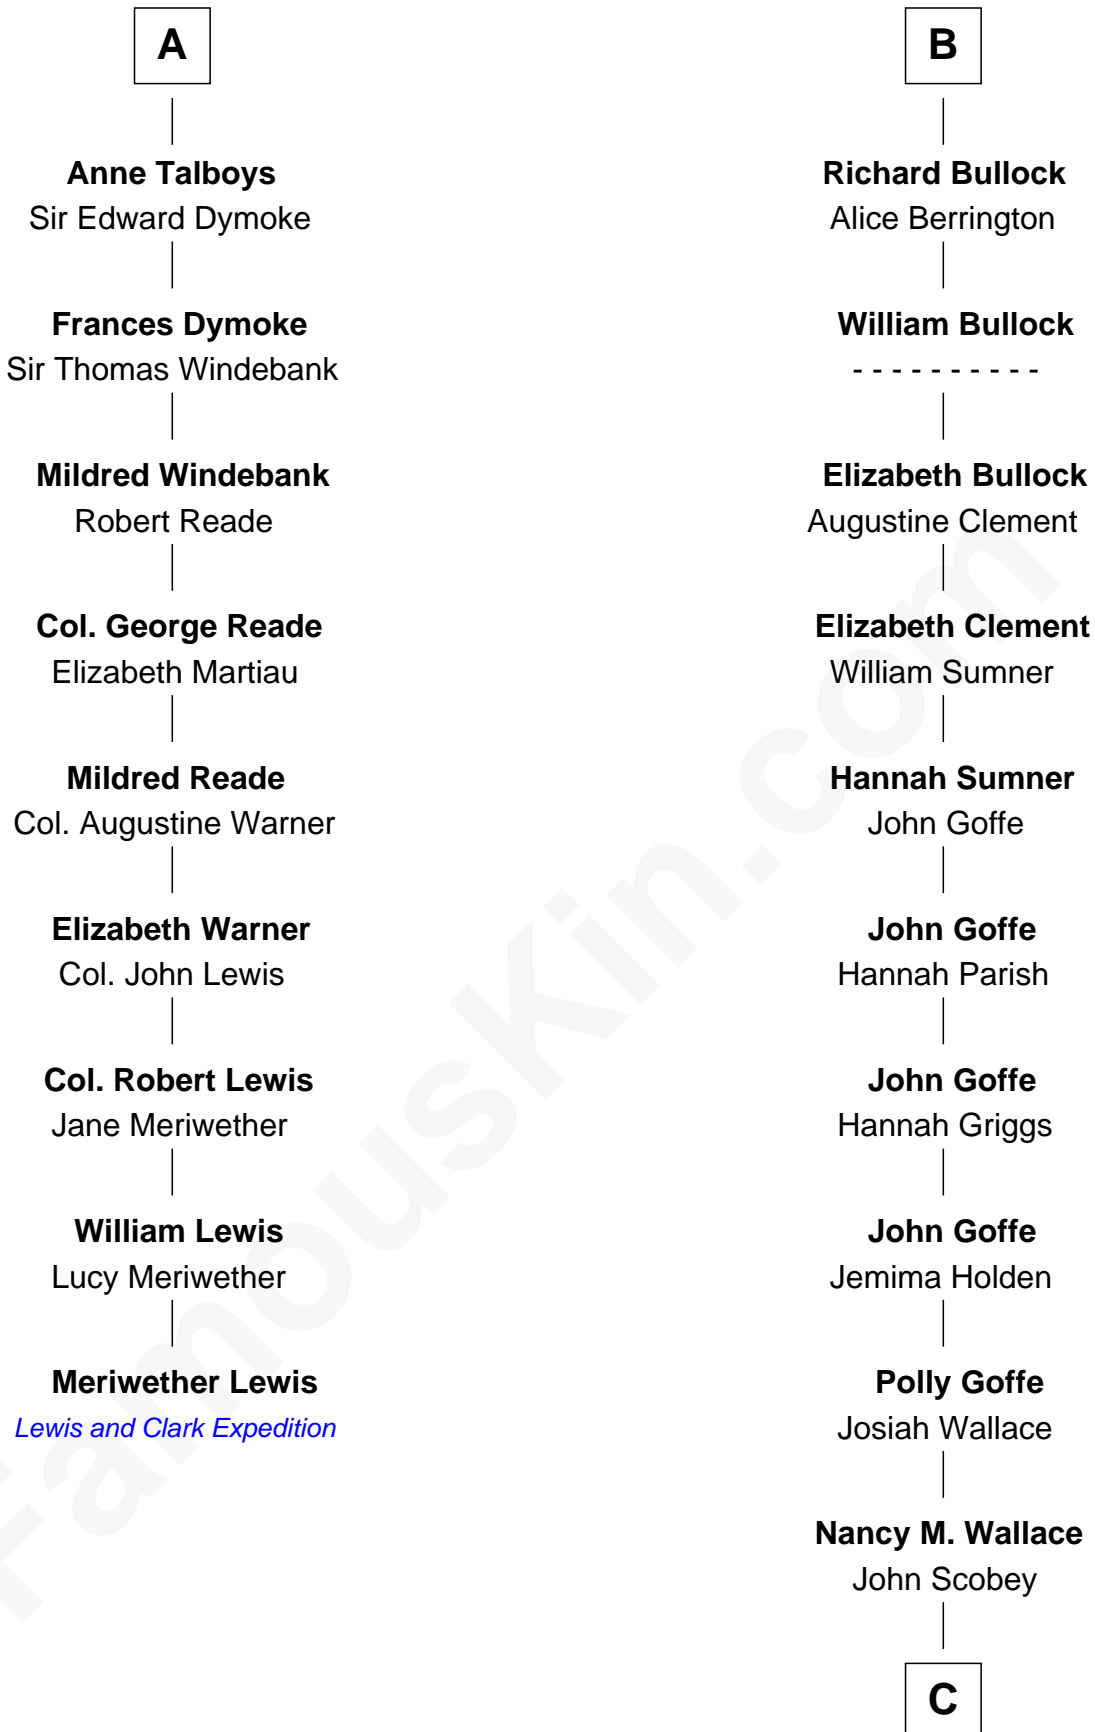 A
Anne Talboys
Sir Edward Dymoke
Frances Dymoke
Sir Thomas Windebank
Mildred Windebank
Robert Reade
Col. George Reade
Elizabeth Martiau
Mildred Reade
Col. Augustine Warner
Elizabeth Warner
Col. John Lewis
Col. Robert Lewis
Jane Meriwether
William Lewis
Lucy Meriwether
Meriwether Lewis
Lewis and Clark Expedition
B
Richard Bullock
Alice Berrington
William Bullock
- - - - - - - - - -
Elizabeth Bullock
Augustine Clement
Elizabeth Clement
William Sumner
Hannah Sumner
John Goffe
John Goffe
Hannah Parish
John Goffe
Hannah Griggs
John Goffe
Jemima Holden
Polly Goffe
Josiah Wallace
Nancy M. Wallace
John Scobey
C
FamousKin.com